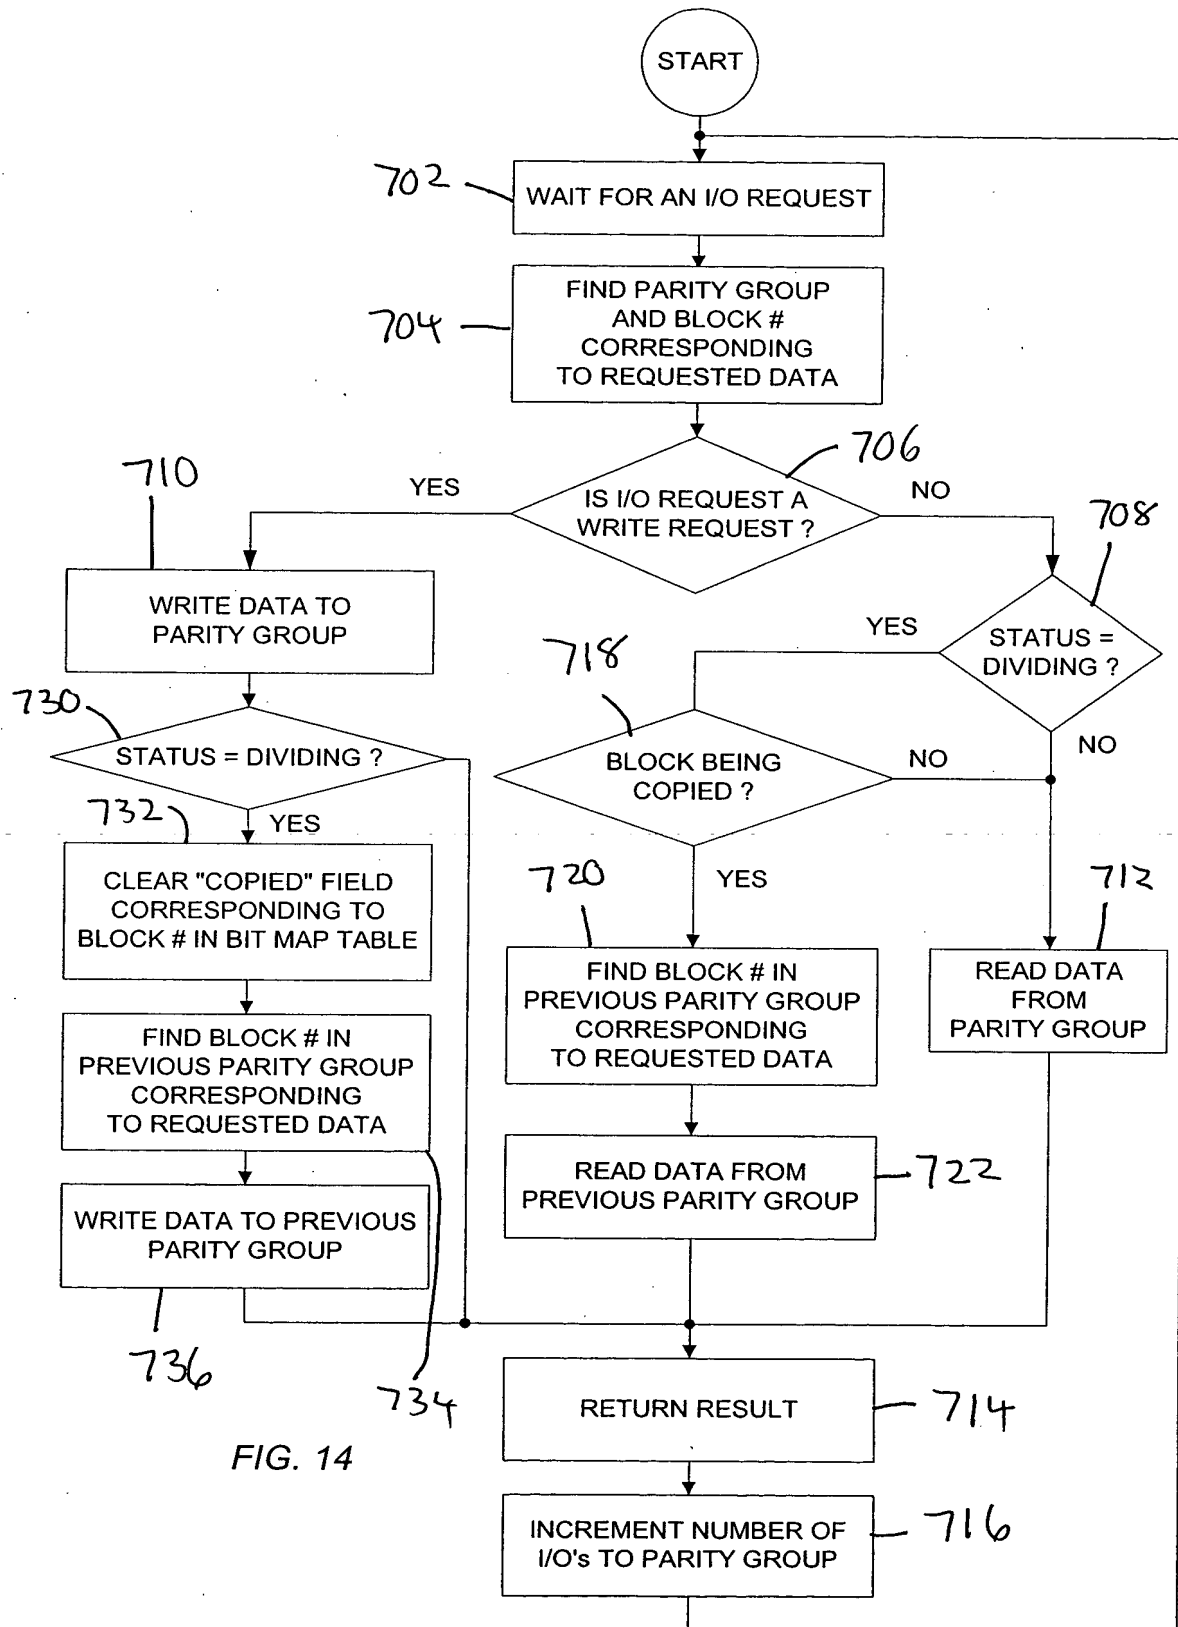 START
702
WAIT FOR AN I/O REQUEST
704
FIND PARITY GROUP
AND BLOCK #
CORRESPONDING
TO REQUESTED DATA
706
IS I/O REQUEST A
WRITE REQUEST ?
YES
NO
710
WRITE DATA TO
PARITY GROUP
708
STATUS =
DIVIDING ?
YES
NO
730
STATUS = DIVIDING ?
YES
718
BLOCK BEING
COPIED ?
NO
YES
732
CLEAR "COPIED" FIELD
CORRESPONDING TO
BLOCK # IN BIT MAP TABLE
720
FIND BLOCK # IN
PREVIOUS PARITY GROUP
CORRESPONDING
TO REQUESTED DATA
712
READ DATA
FROM
PARITY GROUP
FIND BLOCK # IN
PREVIOUS PARITY GROUP
CORRESPONDING
TO REQUESTED DATA
734
READ DATA FROM
PREVIOUS PARITY GROUP
722
WRITE DATA TO PREVIOUS
PARITY GROUP
736
RETURN RESULT
714
INCREMENT NUMBER OF
I/O's TO PARITY GROUP
716
FIG. 14